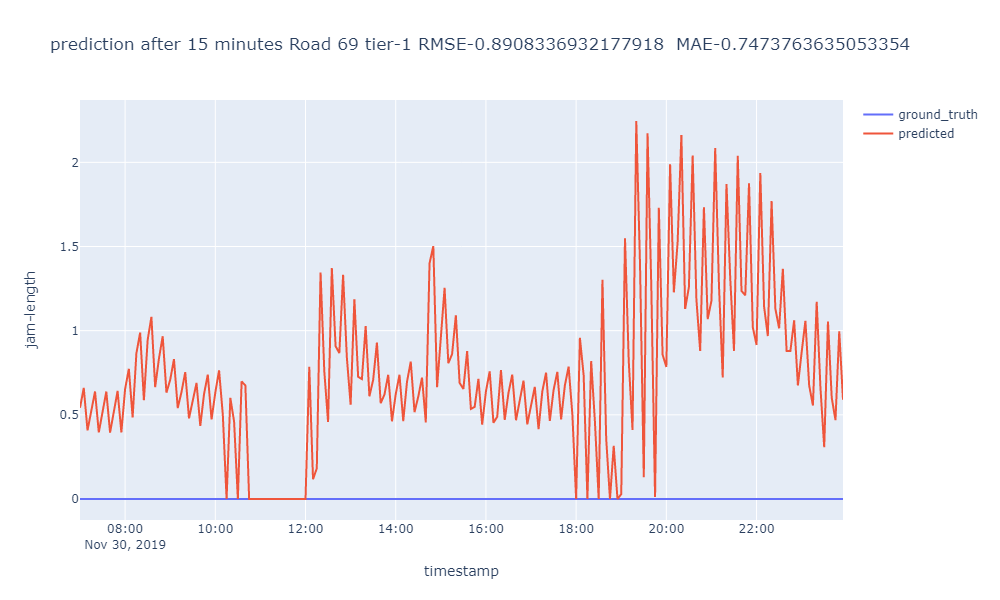 prediction after 15 minutes Road 69 tier-1 RMSE-0.8908336932177918  MAE-0.7473763635053354
ground_truth
predicted
2
1.5
1
0.5
0
jam-length
08:00 10:00 12:00 14:00 16:00 18:00 20:00 22:00
Nov 30, 2019
timestamp